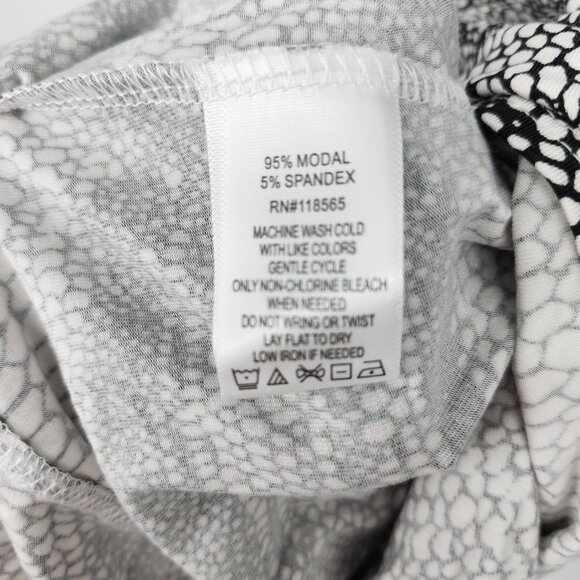 95% MODAL
5% SPANDEX
RN#118565
MACHINE WASH COLD
WITH LIKE COLORS
GENTLE CYCLE
ONLY NON-CHLORINE BLEACH
WHEN NEEDED
DO NOT WRING OR TWIST
LAY FLAT TO DRY
LOW IRON IF NEEDED